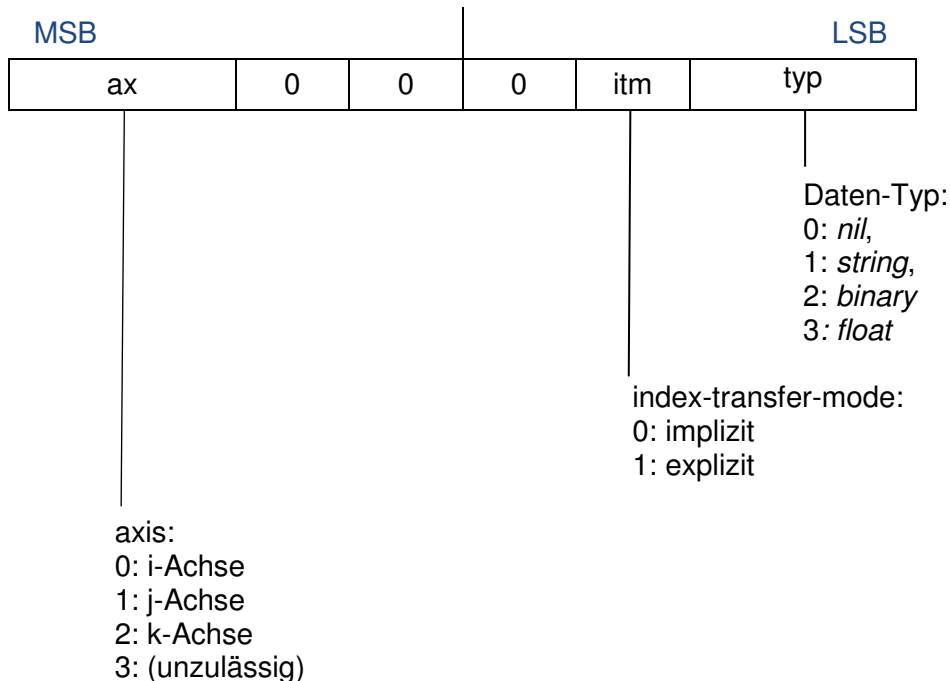 MSB LSB
ax 0 0 0 itm typ
Daten-Typ:
0: nil,
1: string,
2: binary
3: float
index-transfer-mode:
0: implizit
1: explizit
axis:
0: i-Achse
1: j-Achse
2: k-Achse
3: (unzulässig)